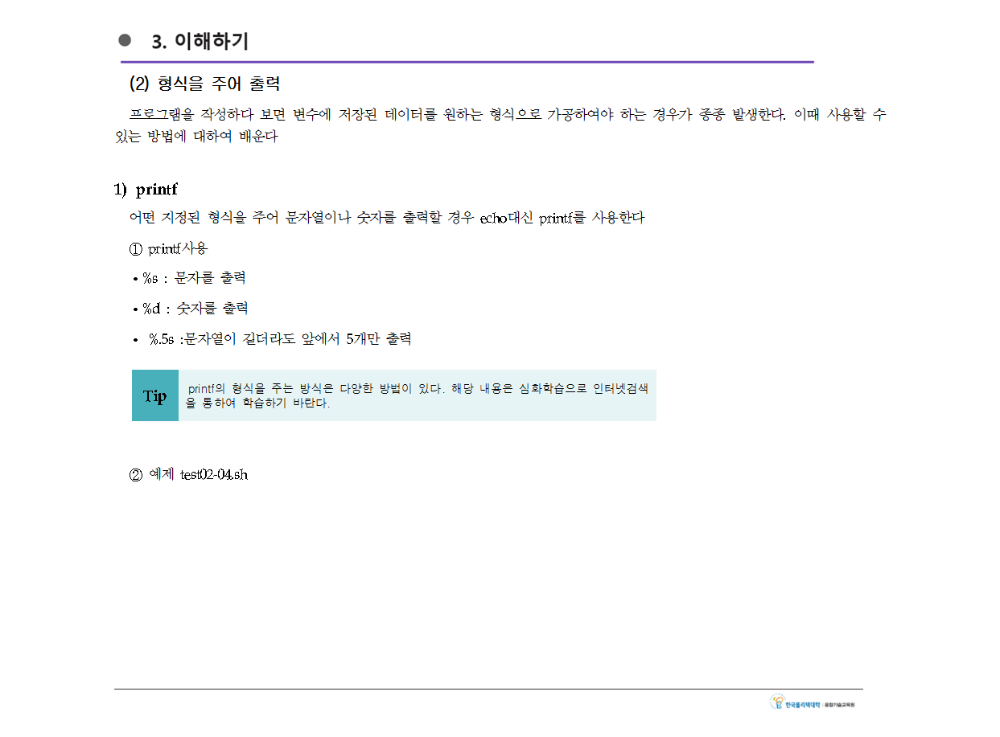 ● 3. 이해하기
(2) 형식을 주어 출력
프로그램을 작성하다 보면 변수에 저장된 데이터를 원하는 형식으로 가공하여야 하는 경우가 종종 발생한다. 이때 사용할 수
있는 방법에 대하여 배운다
1) printf
어떤 지정된 형식을 주어 문자열이나 숫자를 출력할 경우 echo대신 printf를 사용한다
① printf사용
• %s : 문자를 출력
• %d : 숫자를 출력
• %.5s :문자열이 길더라도 앞에서 5개만 출력
Tip
printf의 형식을 주는 방식은 다양한 방법이 있다. 해당 내용은 심화학습으로 인터넷검색
을 통하여 학습하기 바란다.
② 예제 test02-04.sh
한국폴리텍대학 | 융합기술교육원